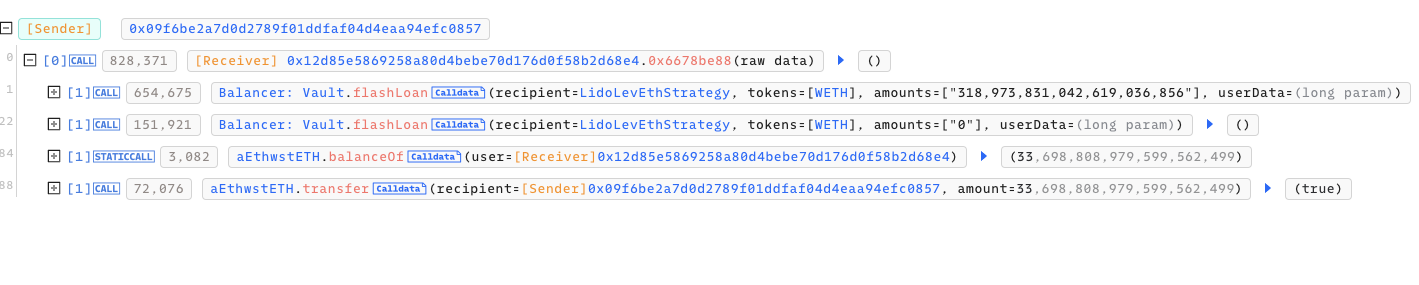 [Sender] 0x09f6be2a7d0d2789f01ddfaf04d4eaa94efc0857
0 [0] CALL 828,371 [Receiver] 0x12d85e5869258a80d4bebe70d176d0f58b2d68e4.0x6678be88(raw data) ()
1 [1] CALL 654,675 Balancer: Vault.flashLoan Calldata (recipient=LidoLevEthStrategy, tokens=[WETH], amounts=["318,973,831,042,619,036,856"], userData=(long param))
22 [1] CALL 151,921 Balancer: Vault.flashLoan Calldata (recipient=LidoLevEthStrategy, tokens=[WETH], amounts=["0"], userData=(long param)) ()
84 [1] STATICCALL 3,082 aEthwstETH.balanceOf Calldata (user=[Receiver]0x12d85e5869258a80d4bebe70d176d0f58b2d68e4) (33,698,808,979,599,562,499)
88 [1] CALL 72,076 aEthwstETH.transfer Calldata (recipient=[Sender]0x09f6be2a7d0d2789f01ddfaf04d4eaa94efc0857, amount=33,698,808,979,599,562,499) (true)